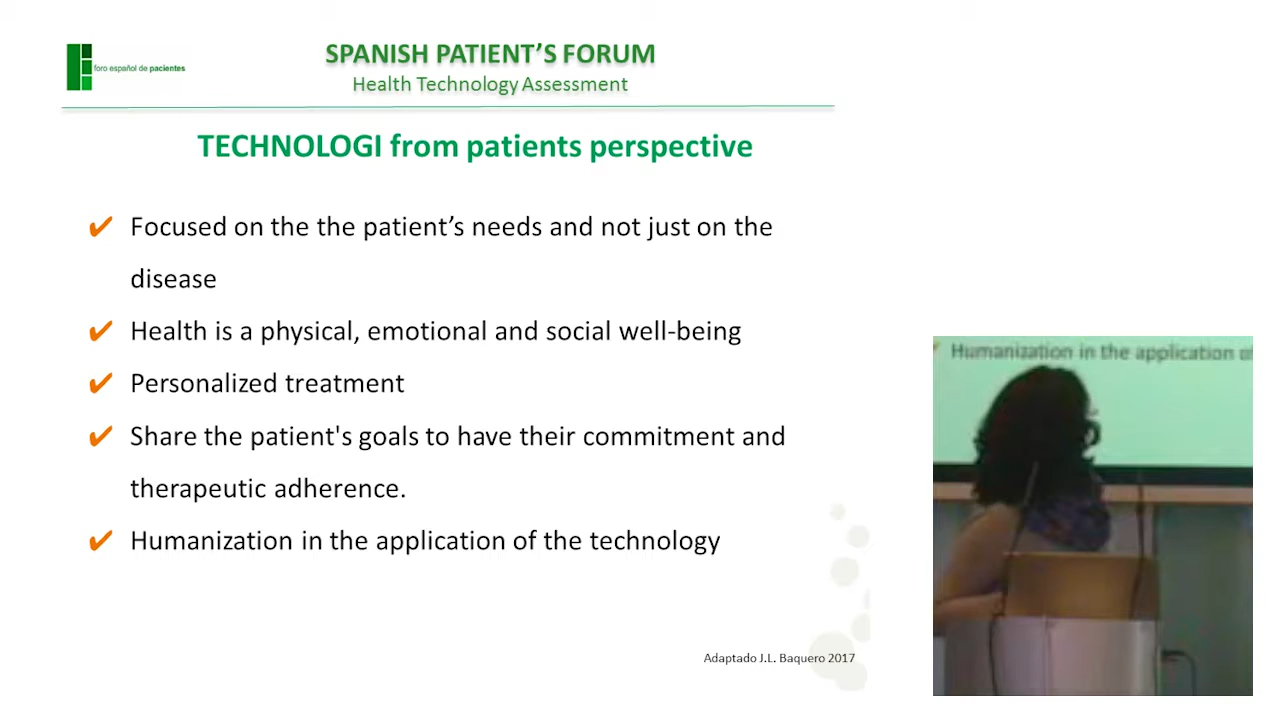 foro español de pacientes
SPANISH PATIENT’S FORUM
Health Technology Assessment
TECHNOLOGI from patients perspective
✔ Focused on the the patient’s needs and not just on the
disease
✔ Health is a physical, emotional and social well-being
✔ Personalized treatment
✔ Share the patient's goals to have their commitment and
therapeutic adherence.
✔ Humanization in the application of the technology
Adaptado J.L. Baquero 2017
Humanization in the application of